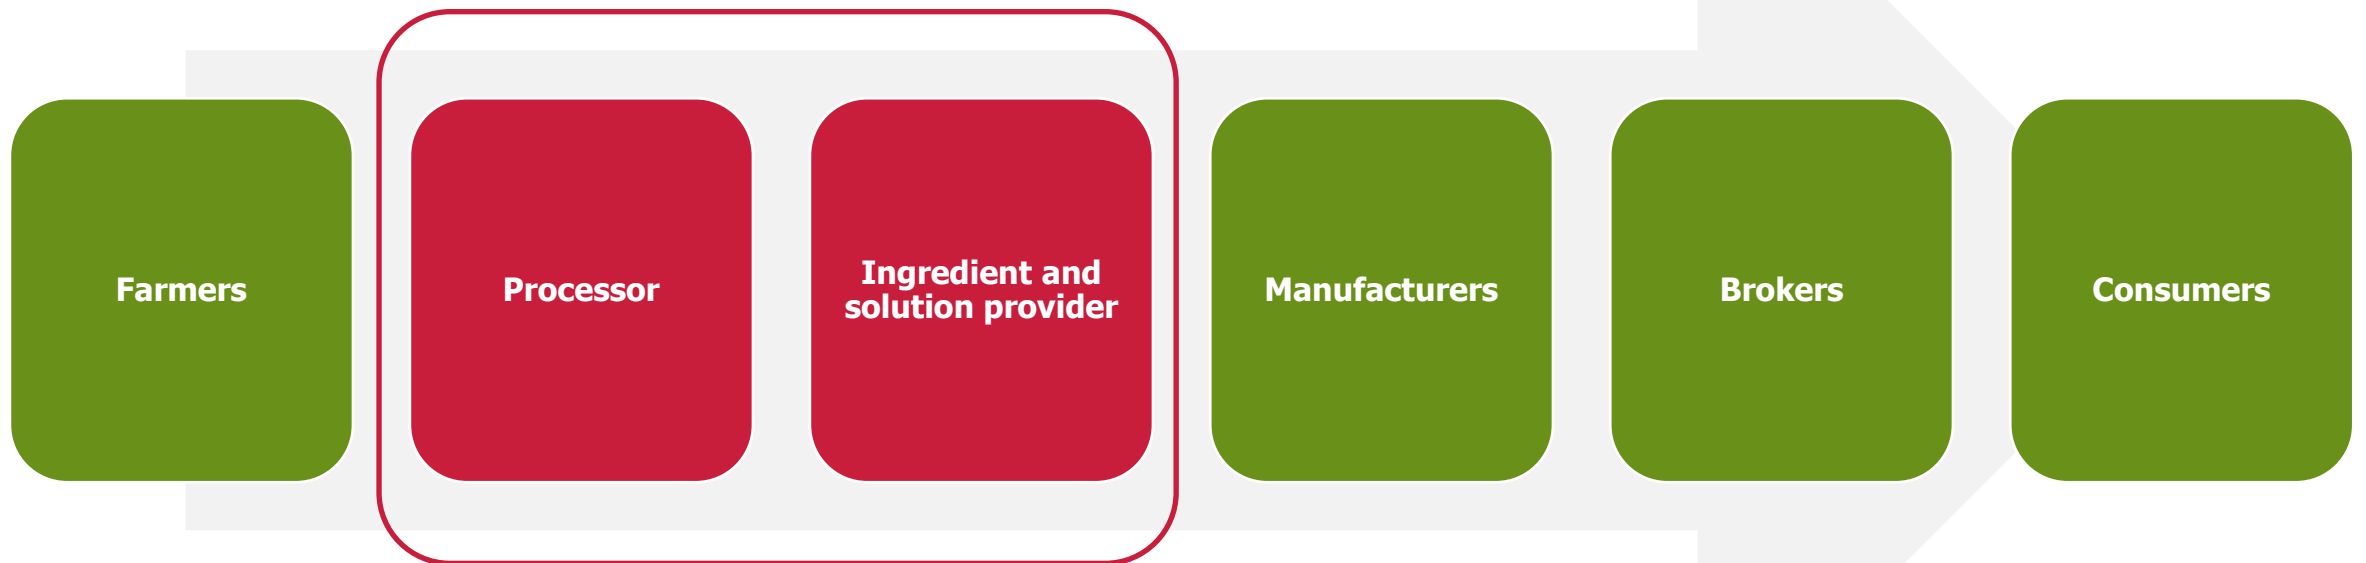 Farmers
Processor
Ingredient and
solution provider
Manufacturers
Brokers
Consumers